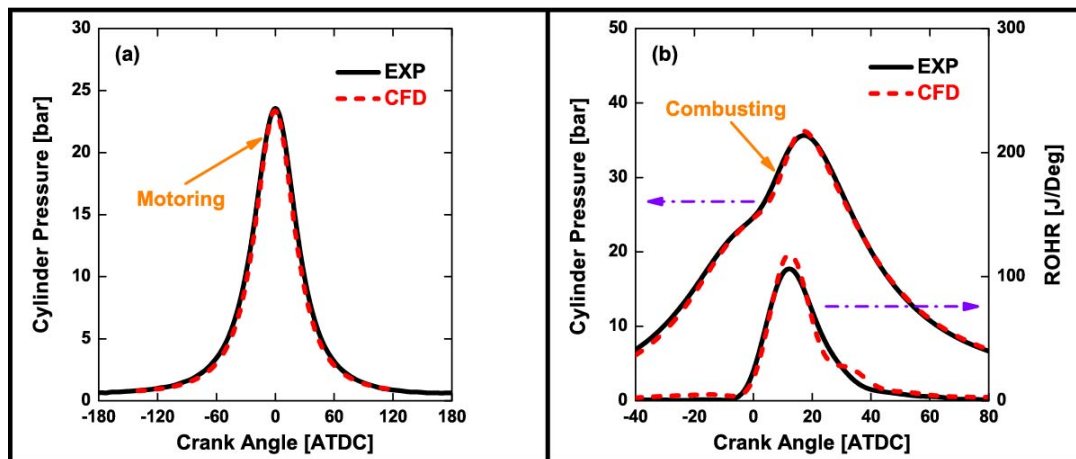 (a)
EXP
CFD
Motoring
30
25
20
15
10
5
0
Cylinder Pressure [bar]
-180 -120 -60 0 60 120 180
Crank Angle [ATDC]
(b)
EXP
CFD
Combusting
50
40
30
20
10
0
Cylinder Pressure [bar]
300
200
100
0
ROHR [J/Deg]
-40 -20 0 20 40 60 80
Crank Angle [ATDC]